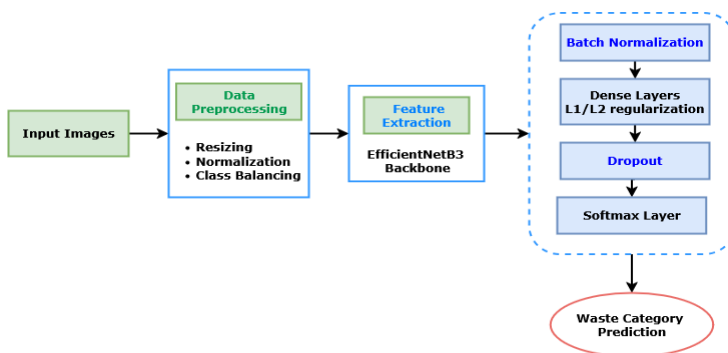 Input Images
Data
Preprocessing
• Resizing
• Normalization
• Class Balancing
Feature
Extraction
EfficientNetB3
Backbone
Batch Normalization
Dense Layers
L1/L2 regularization
Dropout
Softmax Layer
Waste Category
Prediction